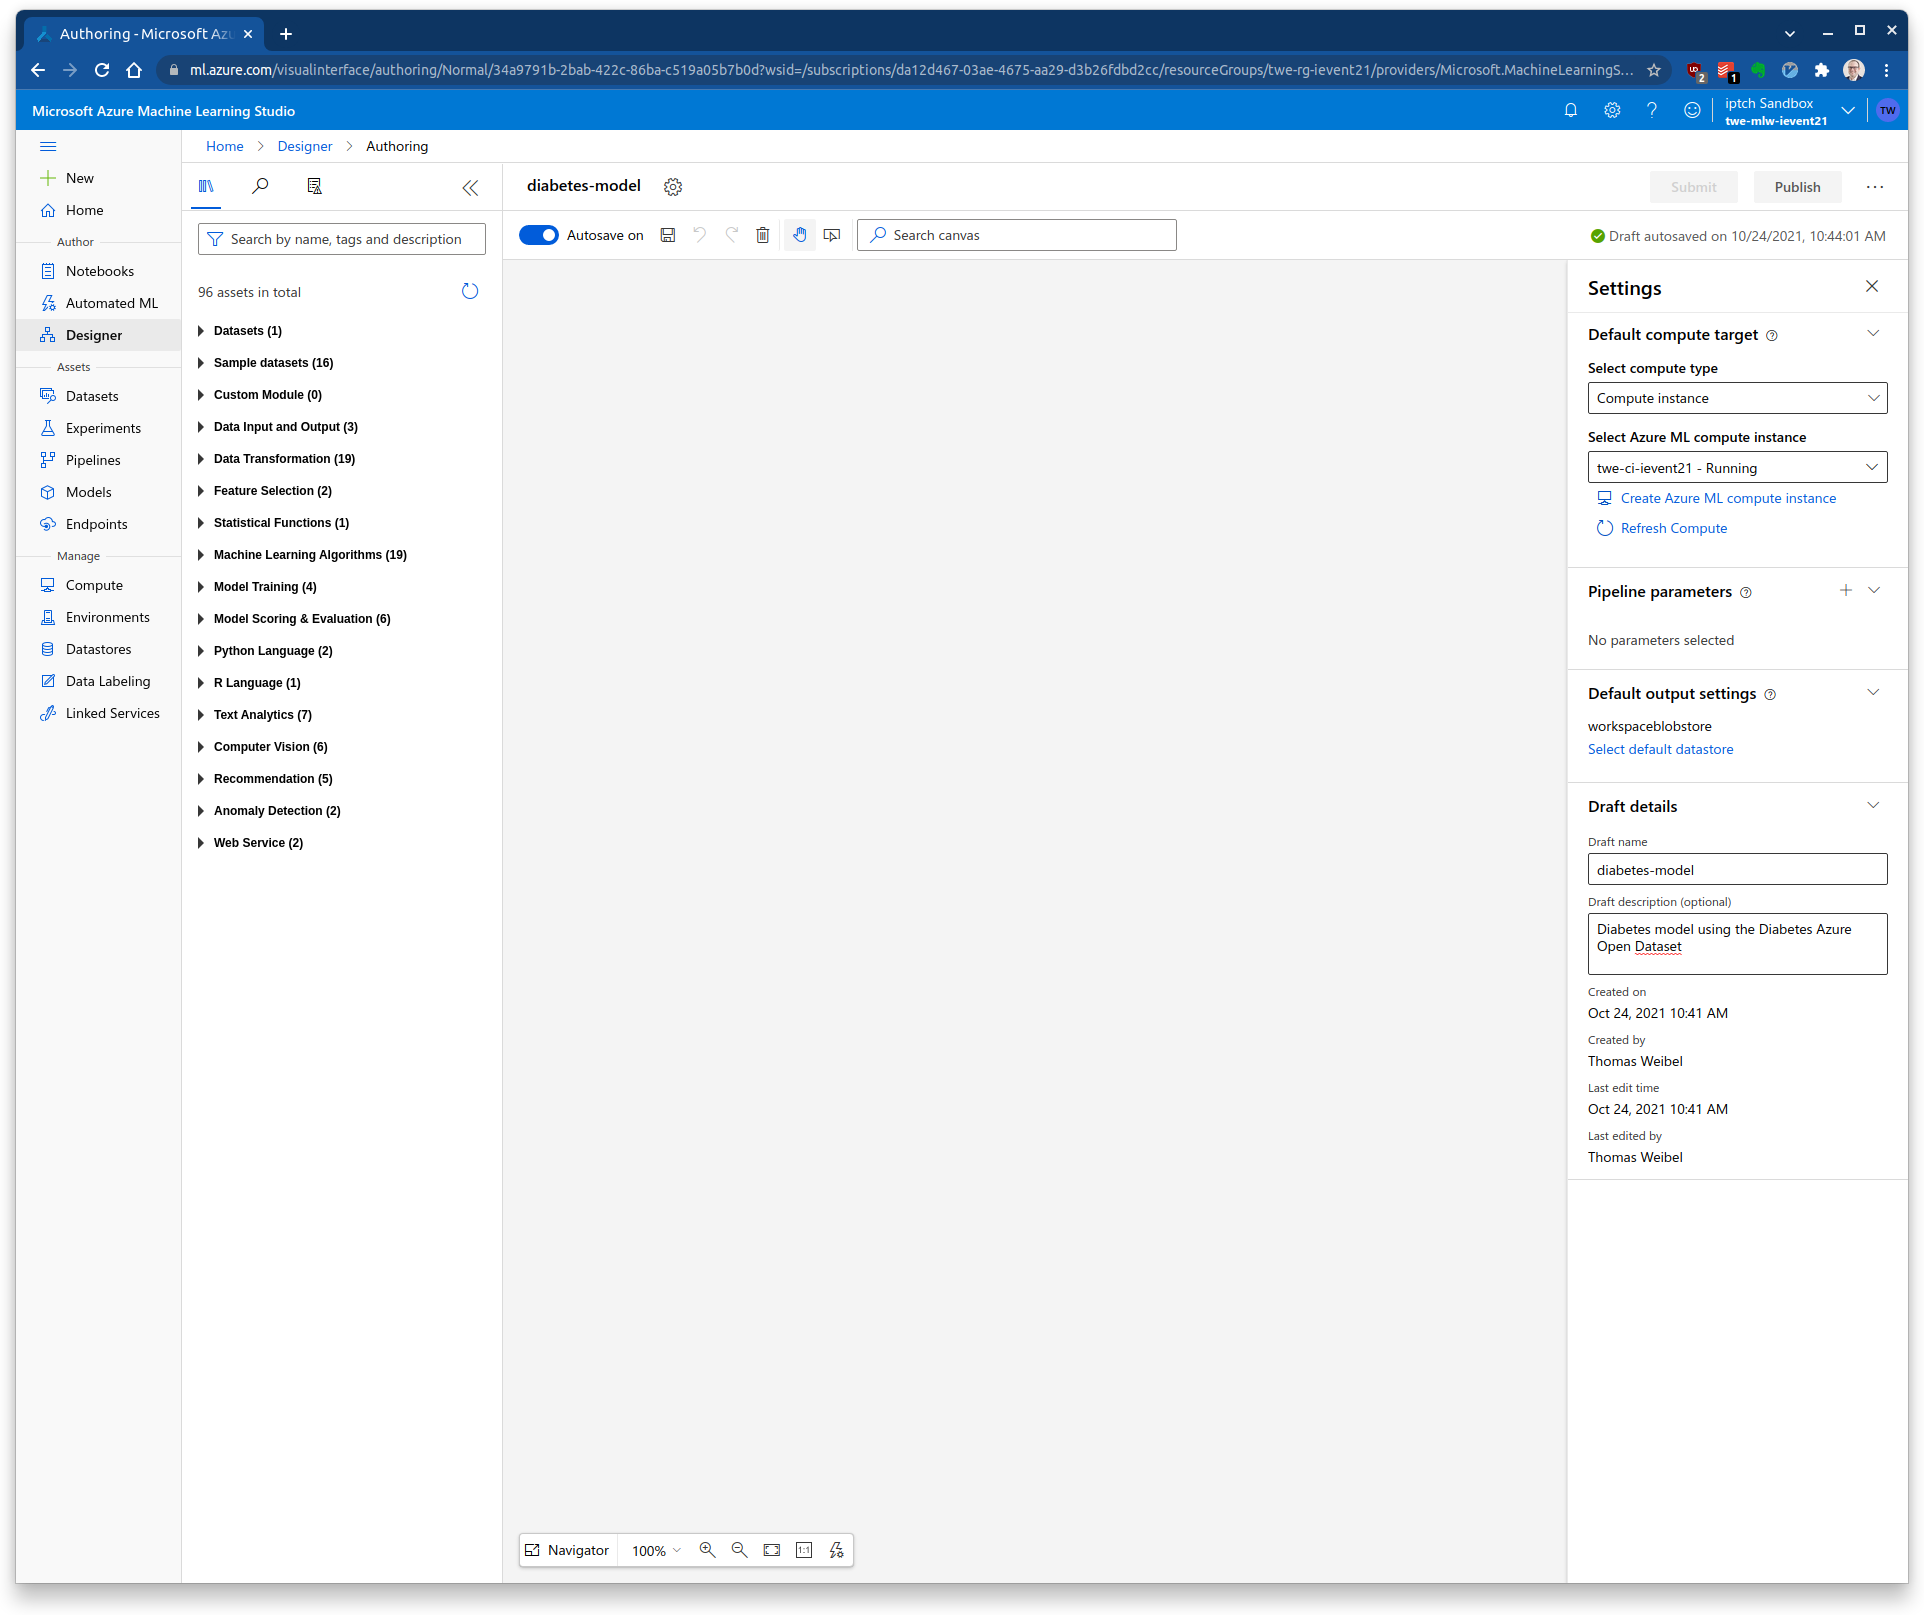 Authoring - Microsoft Azu
ml.azure.com/visualinterface/authoring/Normal/34a9791b-2bab-422c-86ba-c519a05b7b0d?wsid=/subscriptions/da12d467-03ae-4675-aa29-d3b26fdbd2cc/resourceGroups/twe-rg-ievent21/providers/Microsoft.MachineLearningS...
2
1
Microsoft Azure Machine Learning Studio
iptch Sandbox
twe-mlw-ievent21
TW
New
Home
Author
Notebooks
Automated ML
Designer
Assets
Datasets
Experiments
Pipelines
Models
Endpoints
Manage
Compute
Environments
Datastores
Data Labeling
Linked Services
Home > Designer > Authoring
Search by name, tags and description
96 assets in total
Datasets (1)
Sample datasets (16)
Custom Module (0)
Data Input and Output (3)
Data Transformation (19)
Feature Selection (2)
Statistical Functions (1)
Machine Learning Algorithms (19)
Model Training (4)
Model Scoring & Evaluation (6)
Python Language (2)
R Language (1)
Text Analytics (7)
Computer Vision (6)
Recommendation (5)
Anomaly Detection (2)
Web Service (2)
diabetes-model
Submit
Publish
Autosave on
Search canvas
Draft autosaved on 10/24/2021, 10:44:01 AM
Navigator
100%
1:1
Settings
Default compute target
Select compute type
Compute instance
Select Azure ML compute instance
twe-ci-ievent21 - Running
Create Azure ML compute instance
Refresh Compute
Pipeline parameters
No parameters selected
Default output settings
workspaceblobstore
Select default datastore
Draft details
Draft name
diabetes-model
Draft description (optional)
Diabetes model using the Diabetes Azure
Open Dataset
Created on
Oct 24, 2021 10:41 AM
Created by
Thomas Weibel
Last edit time
Oct 24, 2021 10:41 AM
Last edited by
Thomas Weibel